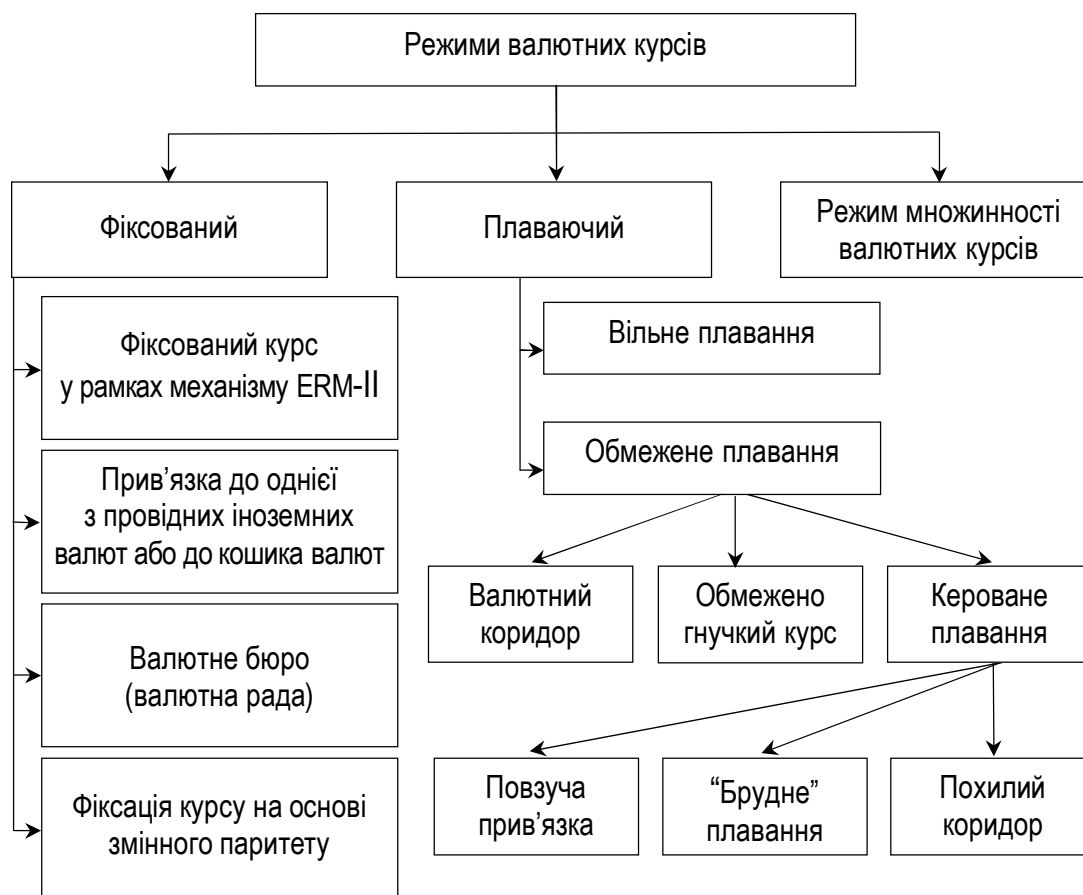 Режими валютних курсів
Фіксований
Плаваючий
Режим множинності
валютних курсів
Фіксований курс
у рамках механізму ERM-II
Прив’язка до однієї
з провідних іноземних
валют або до кошика валют
Валютне бюро
(валютна рада)
Фіксація курсу на основі
змінного паритету
Вільне плавання
Обмежене плавання
Валютний
коридор
Обмежено
гнучкий курс
Кероване
плавання
Повзуча
прив’язка
“Брудне”
плавання
Похилий
коридор